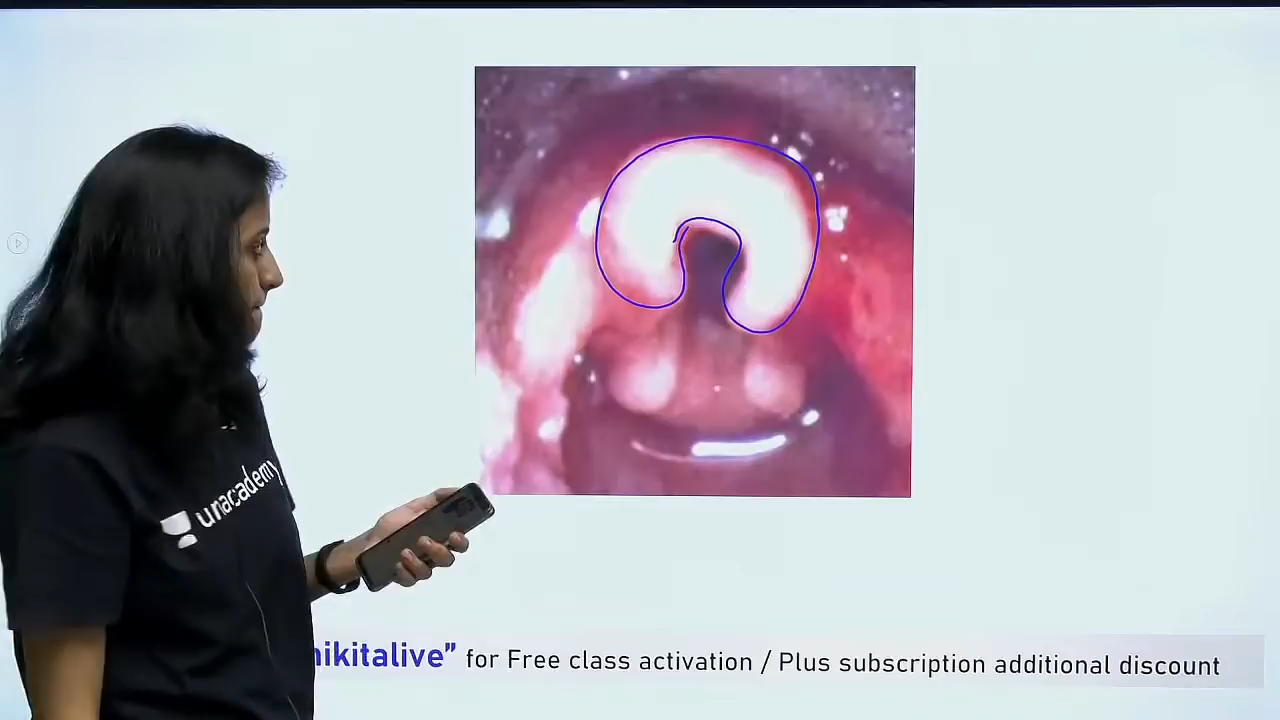 unacademy
nikitalive” for Free class activation / Plus subscription additional discount